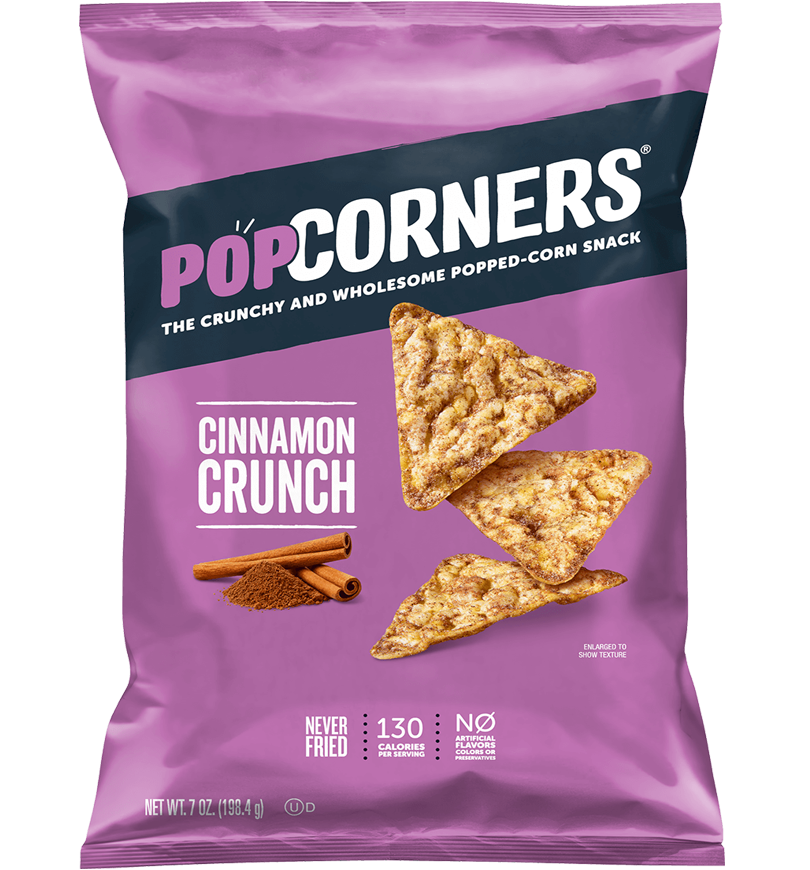 POPCORNERS®
THE CRUNCHY AND WHOLESOME POPPED-CORN SNACK
CINNAMON
CRUNCH
ENLARGED TO
SHOW TEXTURE
NEVER
FRIED
130
CALORIES
PER SERVING
NO
ARTIFICIAL
FLAVORS
COLORS OR
PRESERVATIVES
NET WT. 7 OZ. (198.4 g)
U D